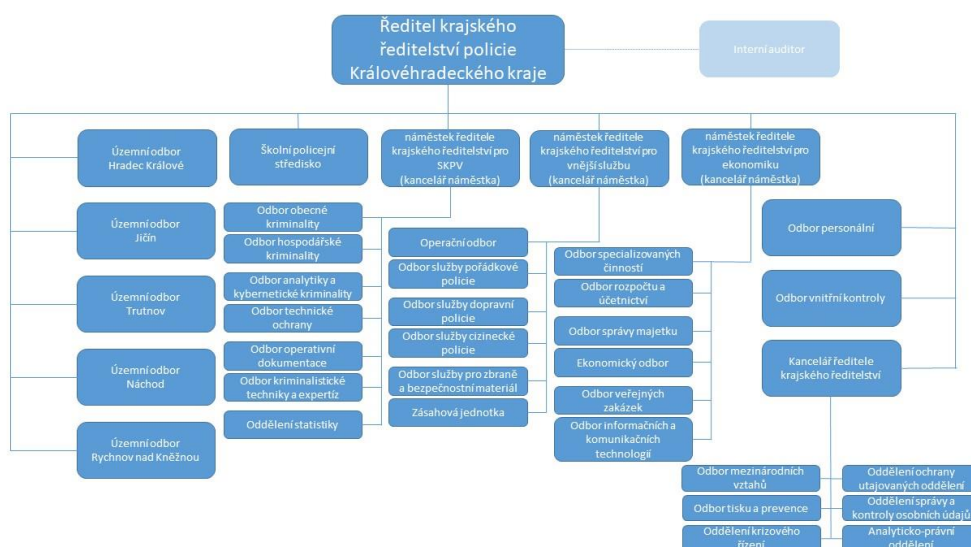 Ředitel krajského
ředitelství policie
Královéhradeckého kraje
Interní auditor
Územní odbor
Hradec Králové
Školní policejní
středisko
náměstek ředitele
krajského ředitelství pro
SKPV
(kancelář náměstka)
náměstek ředitele
krajského ředitelství pro
vnější službu
(kancelář náměstka)
náměstek ředitele
krajského ředitelství pro
ekonomiku
(kancelář náměstka)
Územní odbor
Jičín
Územní odbor
Trutnov
Územní odbor
Náchod
Územní odbor
Rychnov nad Kněžnou
Odbor obecné
kriminality
Odbor hospodářské
kriminality
Odbor analytiky a
kybernetické kriminality
Odbor technické
ochrany
Odbor operativní
dokumentace
Odbor kriminalistické
techniky a expertíz
Oddělení statistiky
Operační odbor
Odbor služby pořádkové
policie
Odbor služby dopravní
policie
Odbor služby cizinecké
policie
Odbor služby pro zbraně
a bezpečnostní materiál
Zásahová jednotka
Odbor specializovaných
činností
Odbor rozpočtu a
účetnictví
Odbor správy majetku
Ekonomický odbor
Odbor veřejných
zakázek
Odbor informačních a
komunikačních
technologií
Odbor personální
Odbor vnitřní kontroly
Kancelář ředitele
krajského ředitelství
Odbor mezinárodních
vztahů
Oddělení ochrany
utajovaných oddělení
Odbor tisku a prevence
Oddělení správy a
kontroly osobních údajů
Oddělení krizového
řízení
Analyticko-právní
oddělení